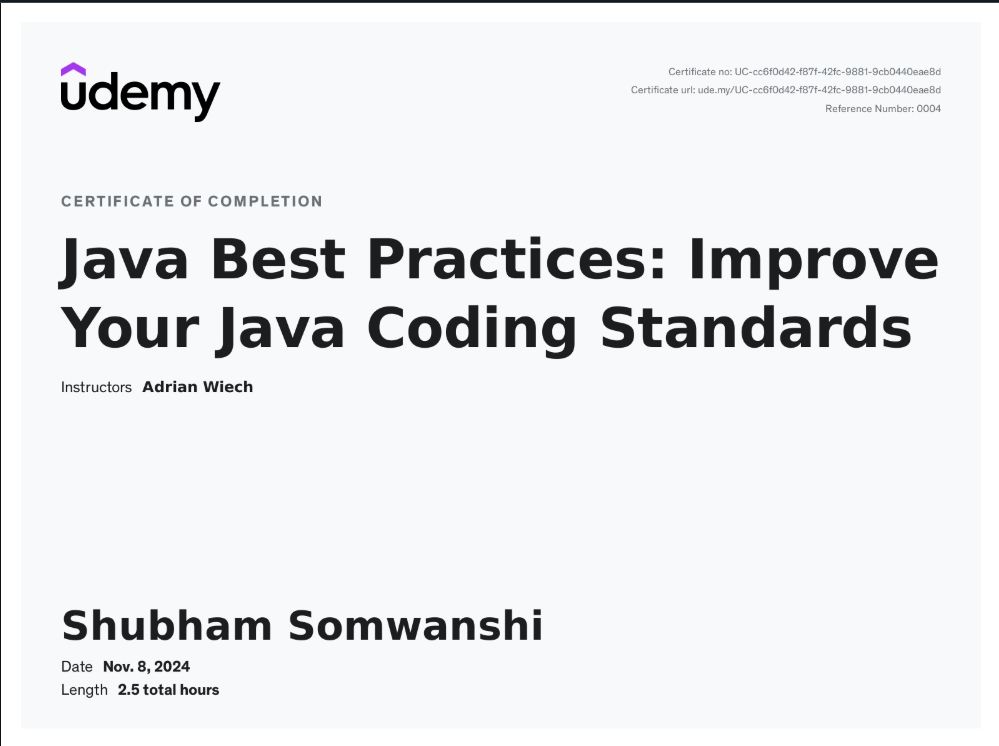 udemy
Certificate no: UC-cc6f0d42-f87f-42fc-9881-9cb0440eae8d
Certificate url: ude.my/UC-cc6f0d42-f87f-42fc-9881-9cb0440eae8d
Reference Number: 0004
CERTIFICATE OF COMPLETION
Java Best Practices: Improve
Your Java Coding Standards
Instructors Adrian Wiech
Shubham Somwanshi
Date Nov. 8, 2024
Length 2.5 total hours